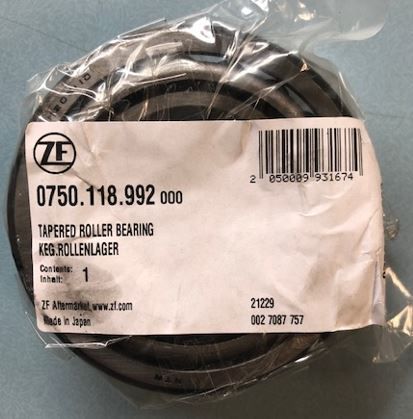 ZF
0750.118.992 000
2 050009 931674
TAPERED ROLLER BEARING
KEG.ROLLENLAGER
Contents:
Inhalt: 1
ZF Aftermarket, www.zf.com
Made in Japan
21229
002 7087 757
NTN